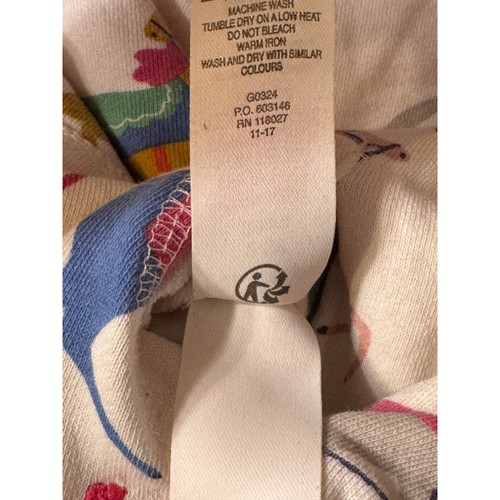 MACHINE WASH
TUMBLE DRY ON A LOW HEAT
DO NOT BLEACH
WARM IRON
WASH AND DRY WITH SIMILAR
COLOURS
G0324
P.O. 603146
RN 118027
11-17